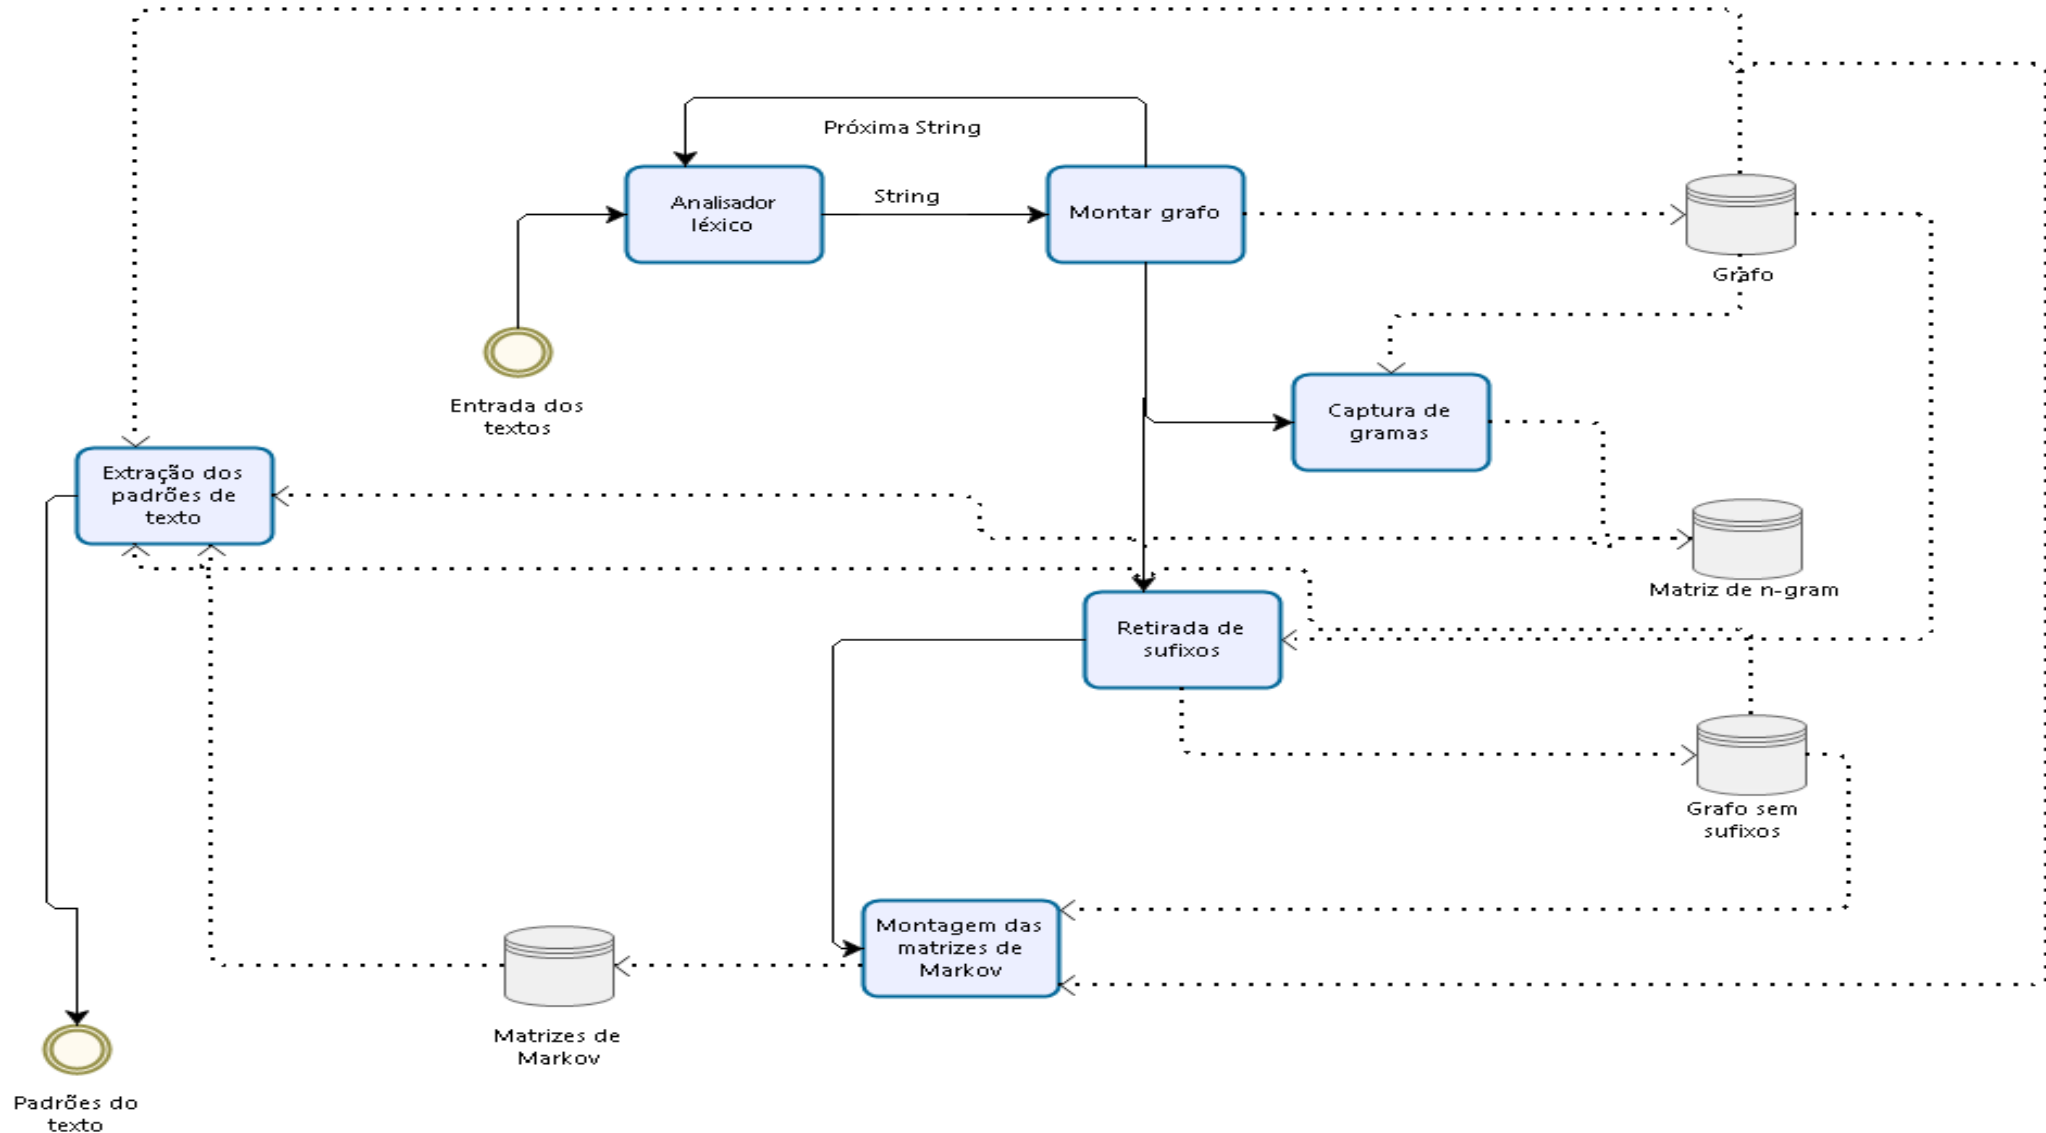 Próxima String
Analisador
léxico
String
Montar grafo
Grafo
Entrada dos
textos
Captura de
gramas
Extração dos
padrões de
texto
Matriz de n-gram
Retirada de
sufixos
Grafo sem
sufixos
Montagem das
matrizes de
Markov
Matrizes de
Markov
Padrões do
texto